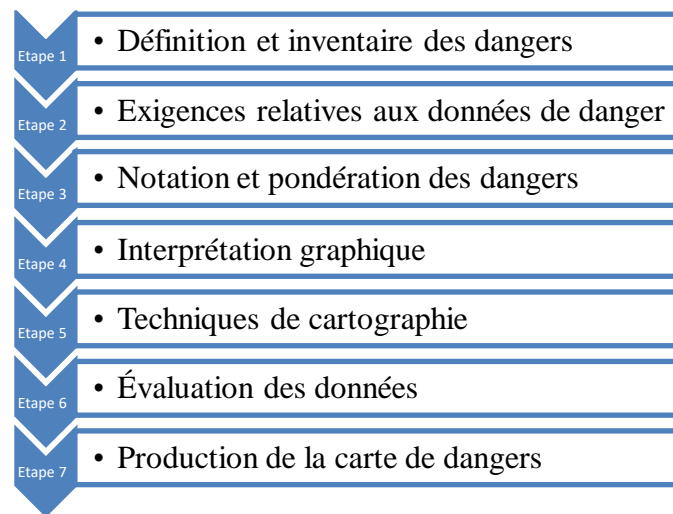 Etape 1
• Définition et inventaire des dangers
Etape 2
• Exigences relatives aux données de danger
Etape 3
• Notation et pondération des dangers
Etape 4
• Interprétation graphique
Etape 5
• Techniques de cartographie
Etape 6
• Évaluation des données
Etape 7
• Production de la carte de dangers